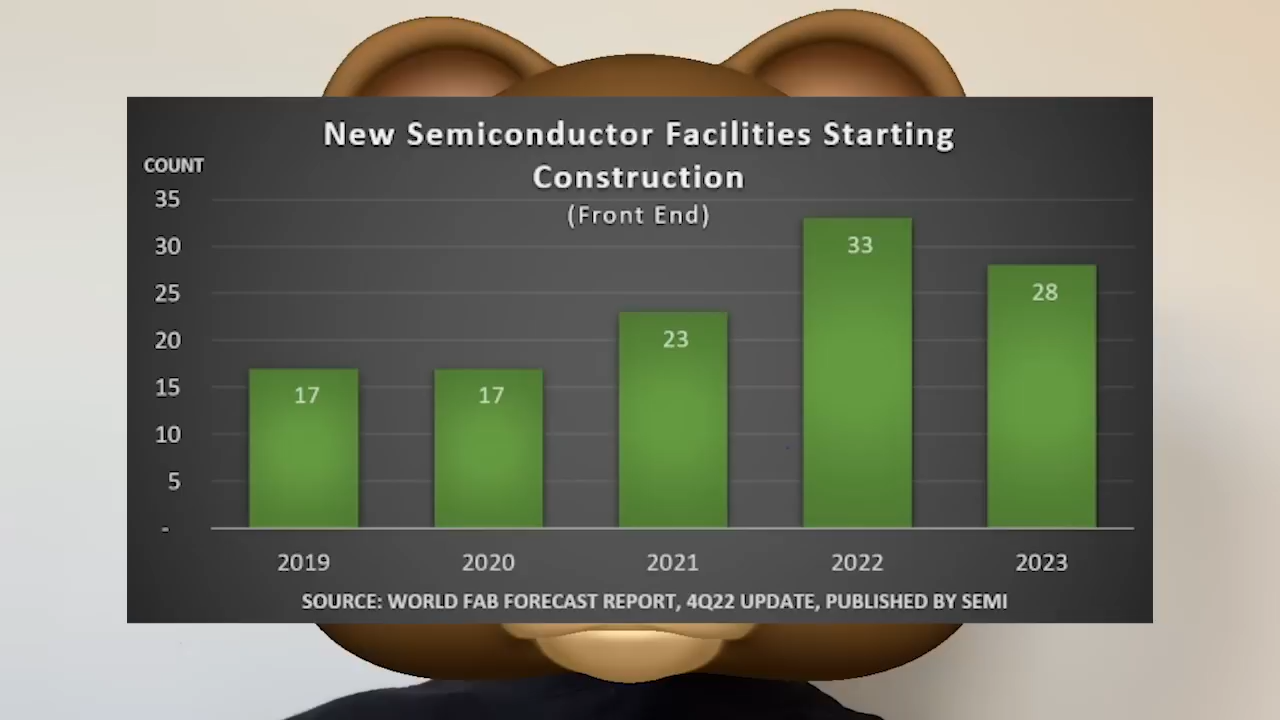 New Semiconductor Facilities Starting
Construction
(Front End)
COUNT
35
30
25
20
15
10
5
-
17
17
23
33
28
2019 2020 2021 2022 2023
SOURCE: WORLD FAB FORECAST REPORT, 4Q22 UPDATE, PUBLISHED BY SEMI